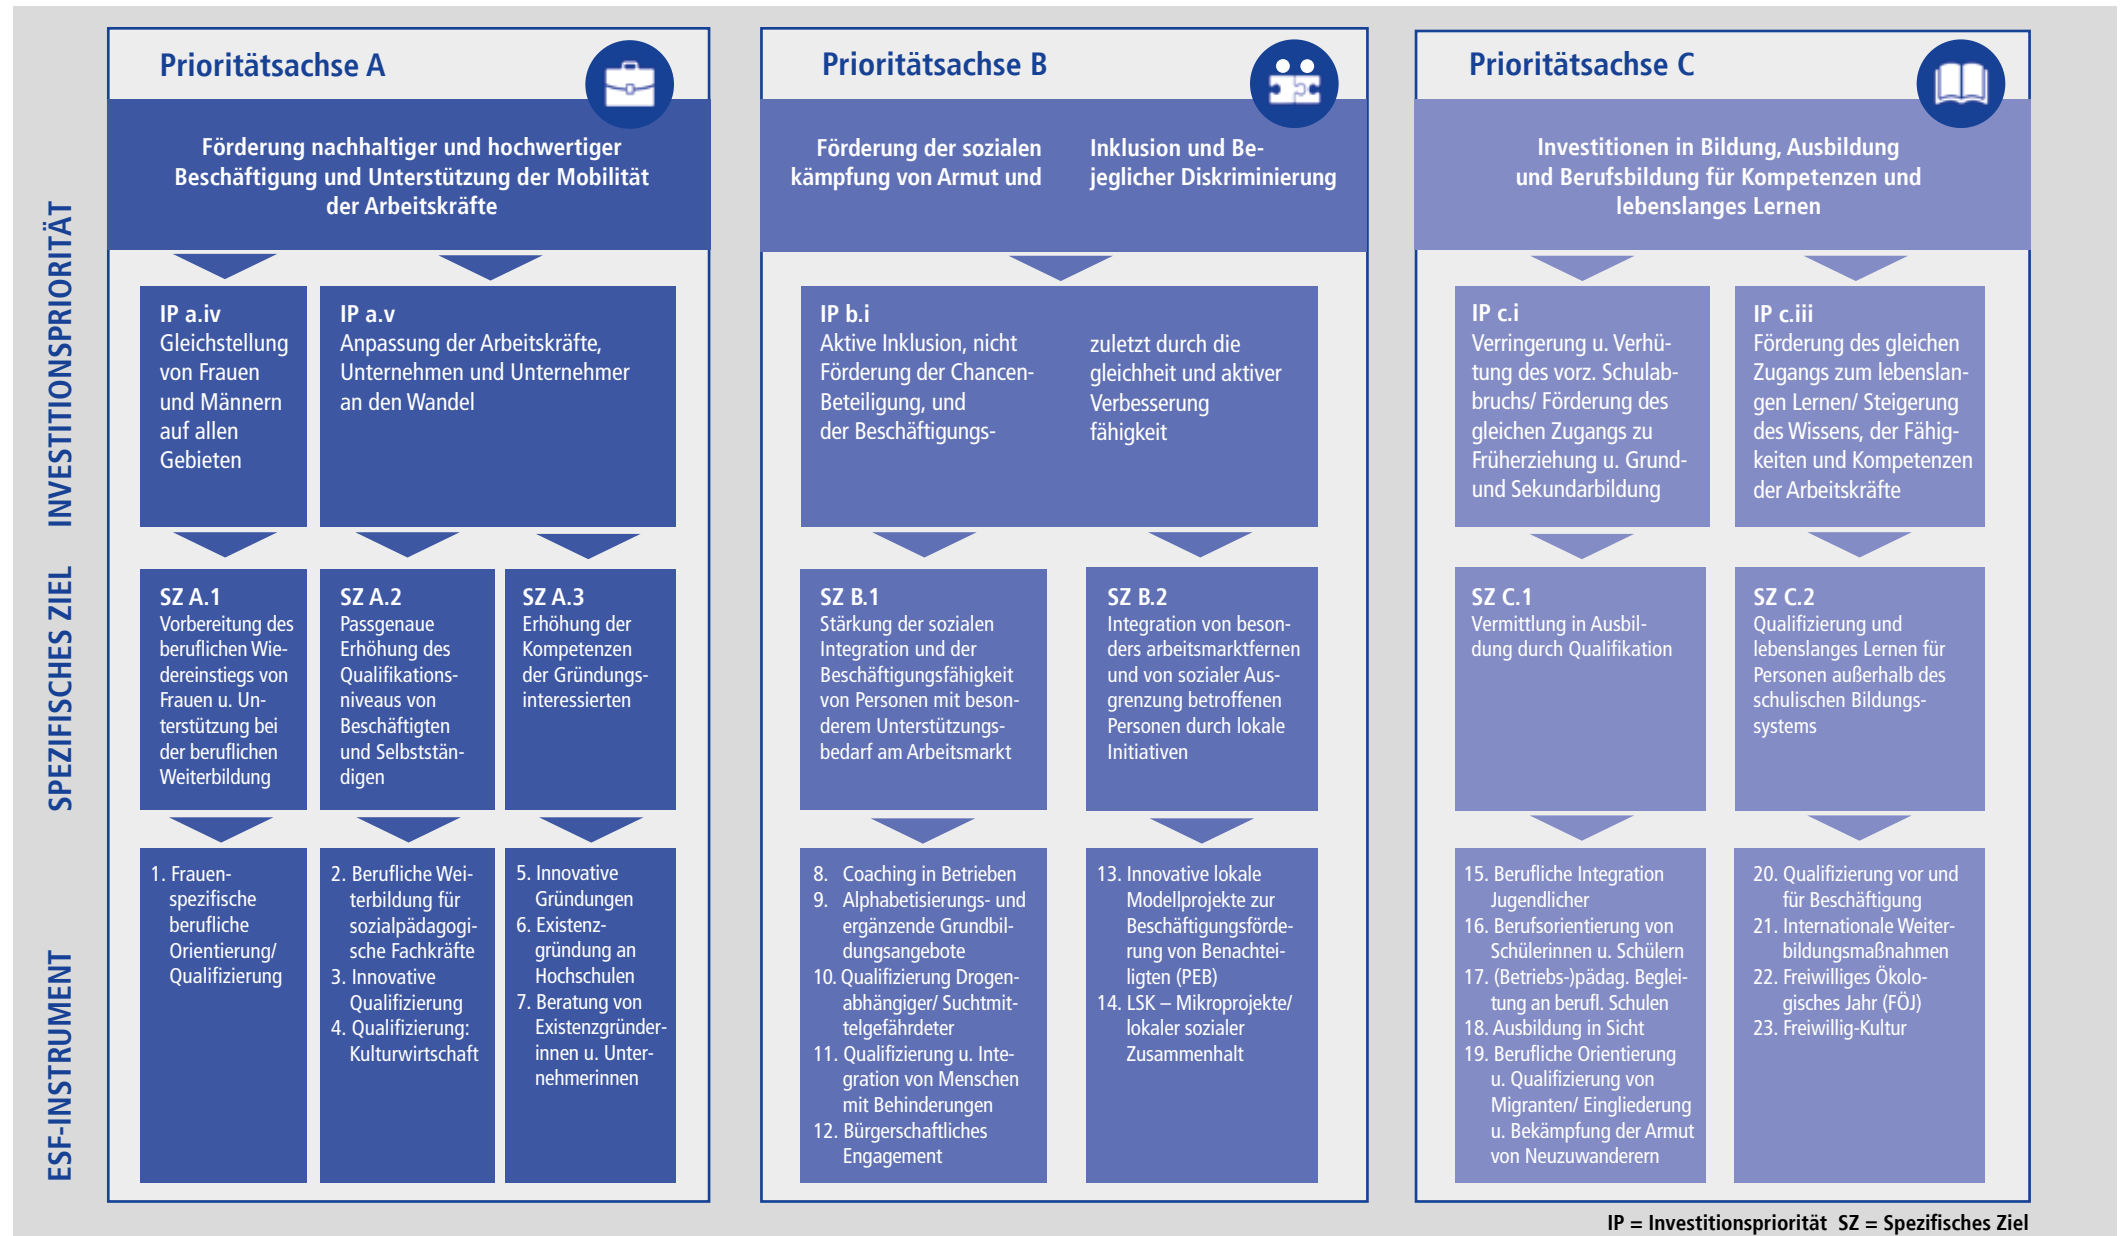 Prioritätsachse A
Förderung nachhaltiger und hochwertiger
Beschäftigung und Unterstützung der Mobilität
der Arbeitskräfte
IP a.iv
Gleichstellung
von Frauen
und Männern
auf allen
Gebieten
IP a.v
Anpassung der Arbeitskräfte,
Unternehmen und Unternehmer
an den Wandel
SZ A.1
Vorbereitung des
beruflichen Wie-
dereinstiegs von
Frauen u. Un-
terstützung bei
der beruflichen
Weiterbildung
SZ A.2
Passgenaue
Erhöhung des
Qualifikations-
niveaus von
Beschäftigten
und Selbststän-
digen
SZ A.3
Erhöhung der
Kompetenzen
der Gründungs-
interessierten
1. Frauen-
spezifische
berufliche
Orientierung/
Qualifizierung
2. Berufliche Wei-
terbildung für
sozialpädagogi-
sche Fachkräfte
3. Innovative
Qualifizierung
4. Qualifizierung:
Kulturwirtschaft
5. Innovative
Gründungen
6. Existenz-
gründung an
Hochschulen
7. Beratung von
Existenzgründer-
innen u. Unter-
nehmerinnen
Prioritätsachse B
Förderung der sozialen Inklusion und Be-
kämpfung von Armut und jeglicher Diskriminierung
IP b.i
Aktive Inklusion, nicht zuletzt durch die
Förderung der Chancen- gleichheit und aktiver
Beteiligung, und Verbesserung
der Beschäftigungs- fähigkeit
SZ B.1
Stärkung der sozialen
Integration und der
Beschäftigungsfähigkeit
von Personen mit beson-
derem Unterstützungs-
bedarf am Arbeitsmarkt
SZ B.2
Integration von beson-
ders arbeitsmarktfernen
und von sozialer Aus-
grenzung betroffenen
Personen durch lokale
Initiativen
8. Coaching in Betrieben
9. Alphabetisierungs- und
ergänzende Grundbil-
dungsangebote
10. Qualifizierung Drogen-
abhängiger/ Suchtmit-
telgefährdeter
11. Qualifizierung u. Inte-
gration von Menschen
mit Behinderungen
12. Bürgerschaftliches
Engagement
13. Innovative lokale
Modellprojekte zur
Beschäftigungsförde-
rung von Benachtei-
ligten (PEB)
14. LSK – Mikroprojekte/
lokaler sozialer
Zusammenhalt
Prioritätsachse C
Investitionen in Bildung, Ausbildung
und Berufsbildung für Kompetenzen und
lebenslanges Lernen
IP c.i
Verringerung u. Verhü-
tung des vorz. Schulab-
bruchs/ Förderung des
gleichen Zugangs zu
Früherziehung u. Grund-
und Sekundarbildung
IP c.iii
Förderung des gleichen
Zugangs zum lebenslan-
gen Lernen/ Steigerung
des Wissens, der Fähig-
keiten und Kompetenzen
der Arbeitskräfte
SZ C.1
Vermittlung in Ausbil-
dung durch Qualifikation
SZ C.2
Qualifizierung und
lebenslanges Lernen für
Personen außerhalb des
schulischen Bildungs-
systems
15. Berufliche Integration
Jugendlicher
16. Berufsorientierung von
Schülerinnen u. Schülern
17. (Betriebs-)pädag. Beglei-
tung an berufl. Schulen
18. Ausbildung in Sicht
19. Berufliche Orientierung
u. Qualifizierung von
Migranten/ Eingliederung
u. Bekämpfung der Armut
von Neuzuwanderern
20. Qualifizierung vor und
für Beschäftigung
21. Internationale Weiter-
bildungsmaßnahmen
22. Freiwilliges Ökolo-
gisches Jahr (FÖJ)
23. Freiwillig-Kultur
INVESTITIONSPRIORITÄT
SPEZIFISCHES ZIEL
ESF-INSTRUMENT
IP = Investitionspriorität SZ = Spezifisches Ziel